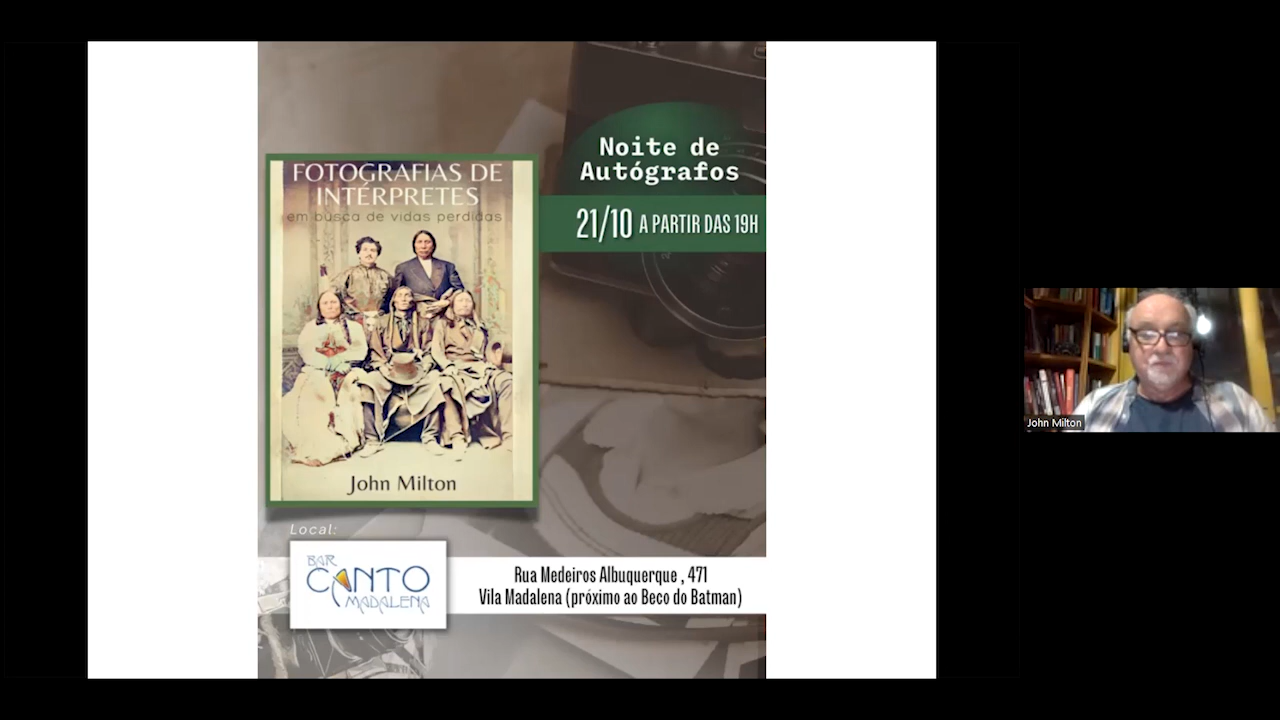 Noite de
Autógrafos
21/10 A PARTIR DAS 19H
FOTOGRAFIAS DE
INTÉRPRETES
em busca de vidas perdidas
John Milton
Local:
BAR
CANTO
MADALENA
Rua Medeiros Albuquerque , 471
Vila Madalena (próximo ao Beco do Batman)
John Milton